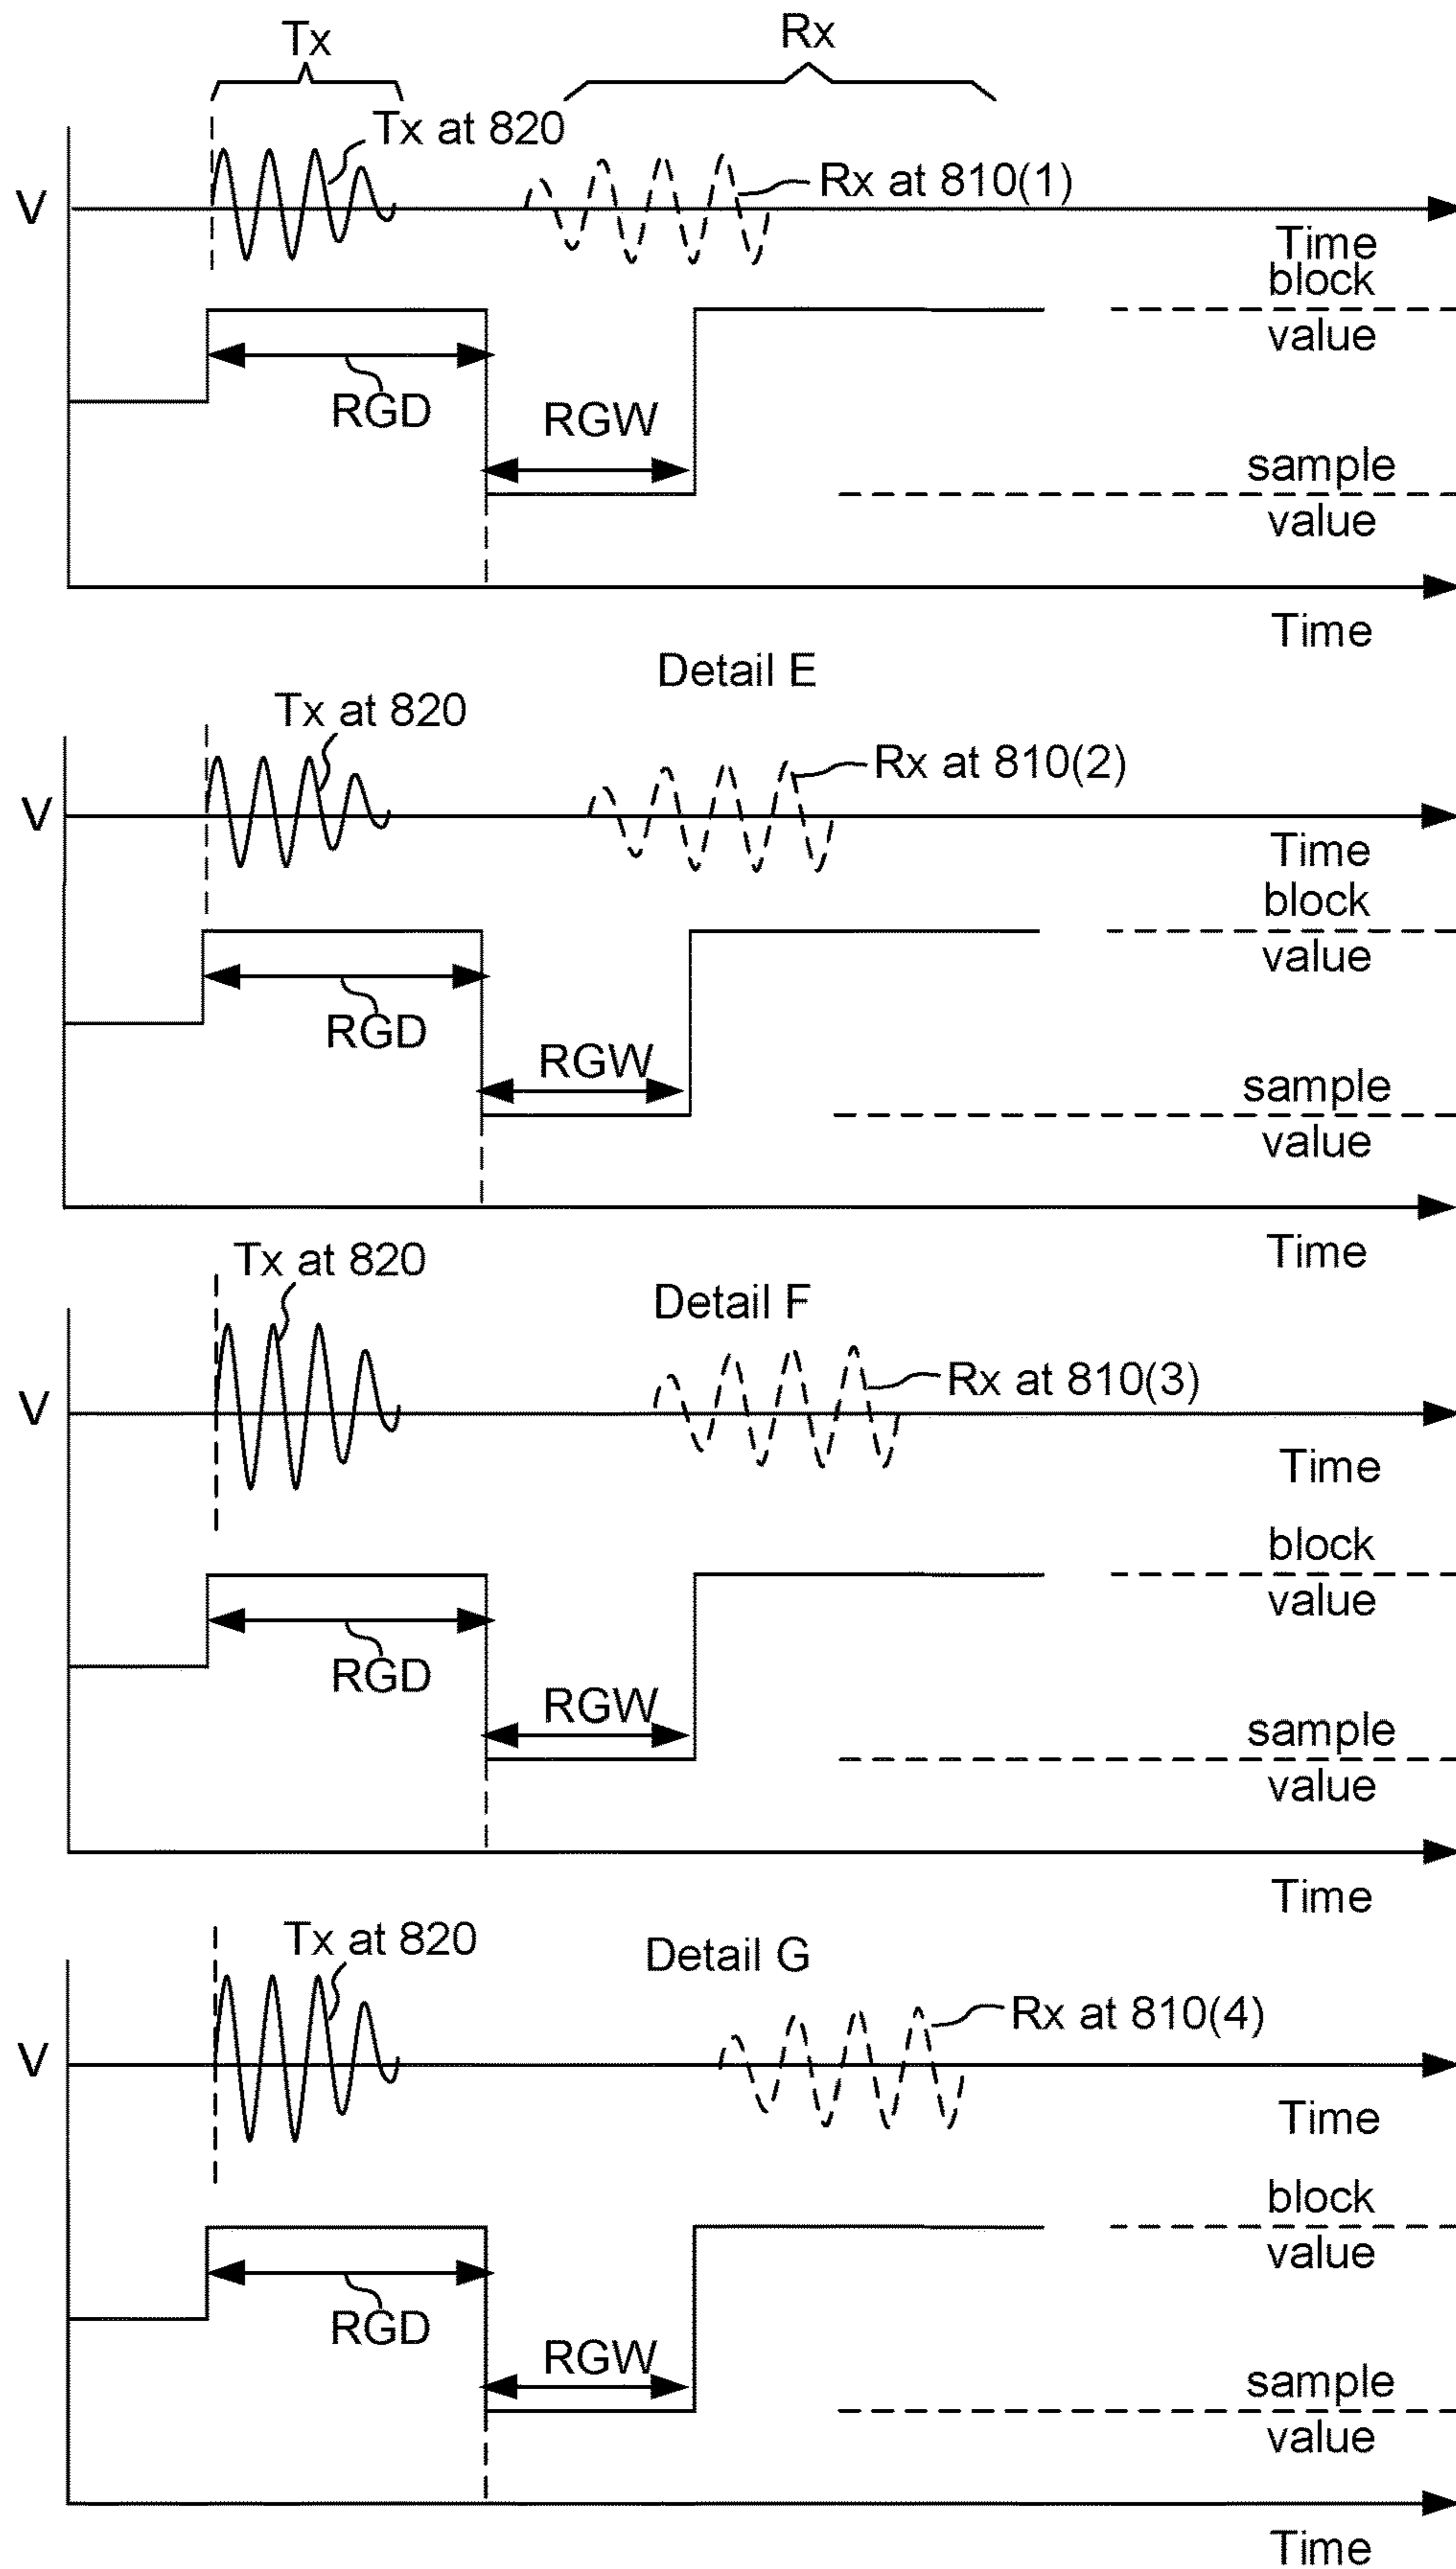 Tx
Rx
Tx at 820
Rx at 810(1)
V
Time
block
value
RGD
RGW
sample
value
Time
Detail E
Tx at 820
Rx at 810(2)
V
Time
block
value
RGD
RGW
sample
value
Time
Tx at 820
Detail F
Rx at 810(3)
V
Time
block
value
RGD
RGW
sample
value
Time
Tx at 820
Detail G
Rx at 810(4)
V
Time
block
value
RGD
RGW
sample
value
Time